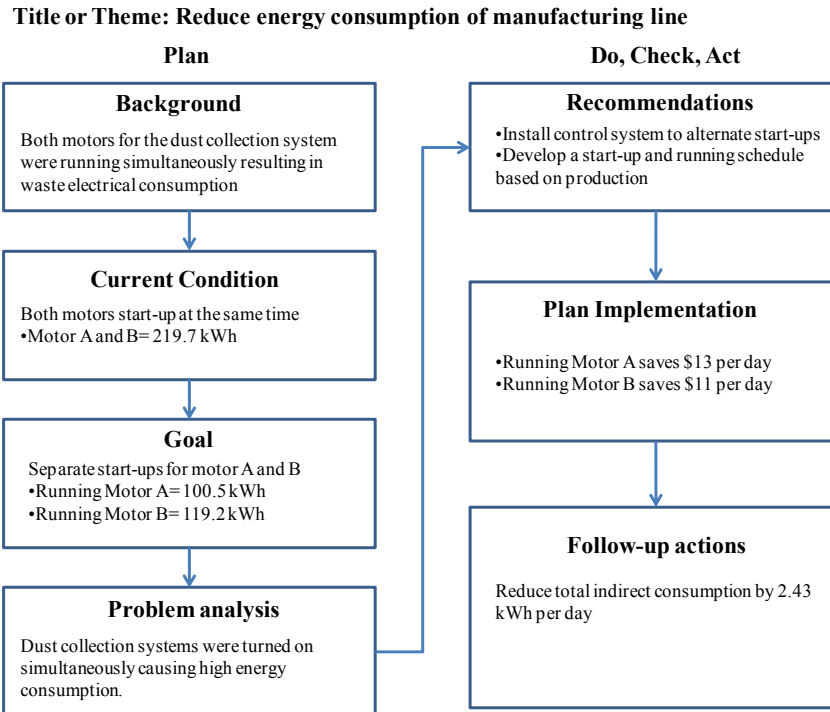 Title or Theme: Reduce energy consumption of manufacturing line
Plan
Background
Both motors for the dust collection system
were running simultaneously resulting in
waste electrical consumption
Current Condition
Both motors start-up at the same time
•Motor A and B= 219.7 kWh
Goal
Separate start-ups for motor A and B
•Running Motor A= 100.5 kWh
•Running Motor B= 119.2 kWh
Problem analysis
Dust collection systems were turned on
simultaneously causing high energy
consumption.
Do, Check, Act
Recommendations
•Install control system to alternate start-ups
•Develop a start-up and running schedule
based on production
Plan Implementation
•Running Motor A saves $13 per day
•Running Motor B saves $11 per day
Follow-up actions
Reduce total indirect consumption by 2.43
kWh per day